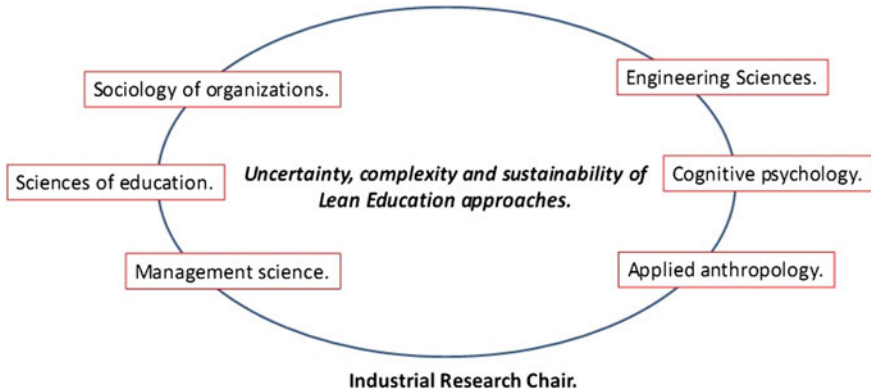 Sociology of organizations.
Engineering Sciences.
Sciences of education.
Uncertainty, complexity and sustainability of
Lean Education approaches.
Cognitive psychology.
Management science.
Applied anthropology.
Industrial Research Chair.